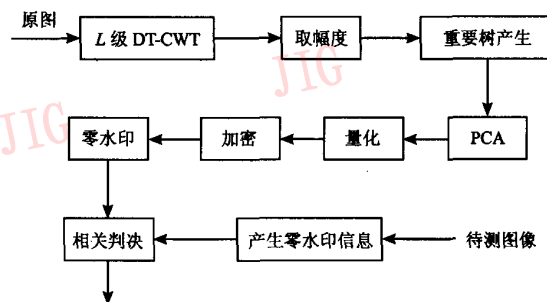 原图
L 级 DT-CWT
取幅度
重要树产生
JIG
JIG
零水印
加密
量化
PCA
相关判决
产生零水印信息
待测图像